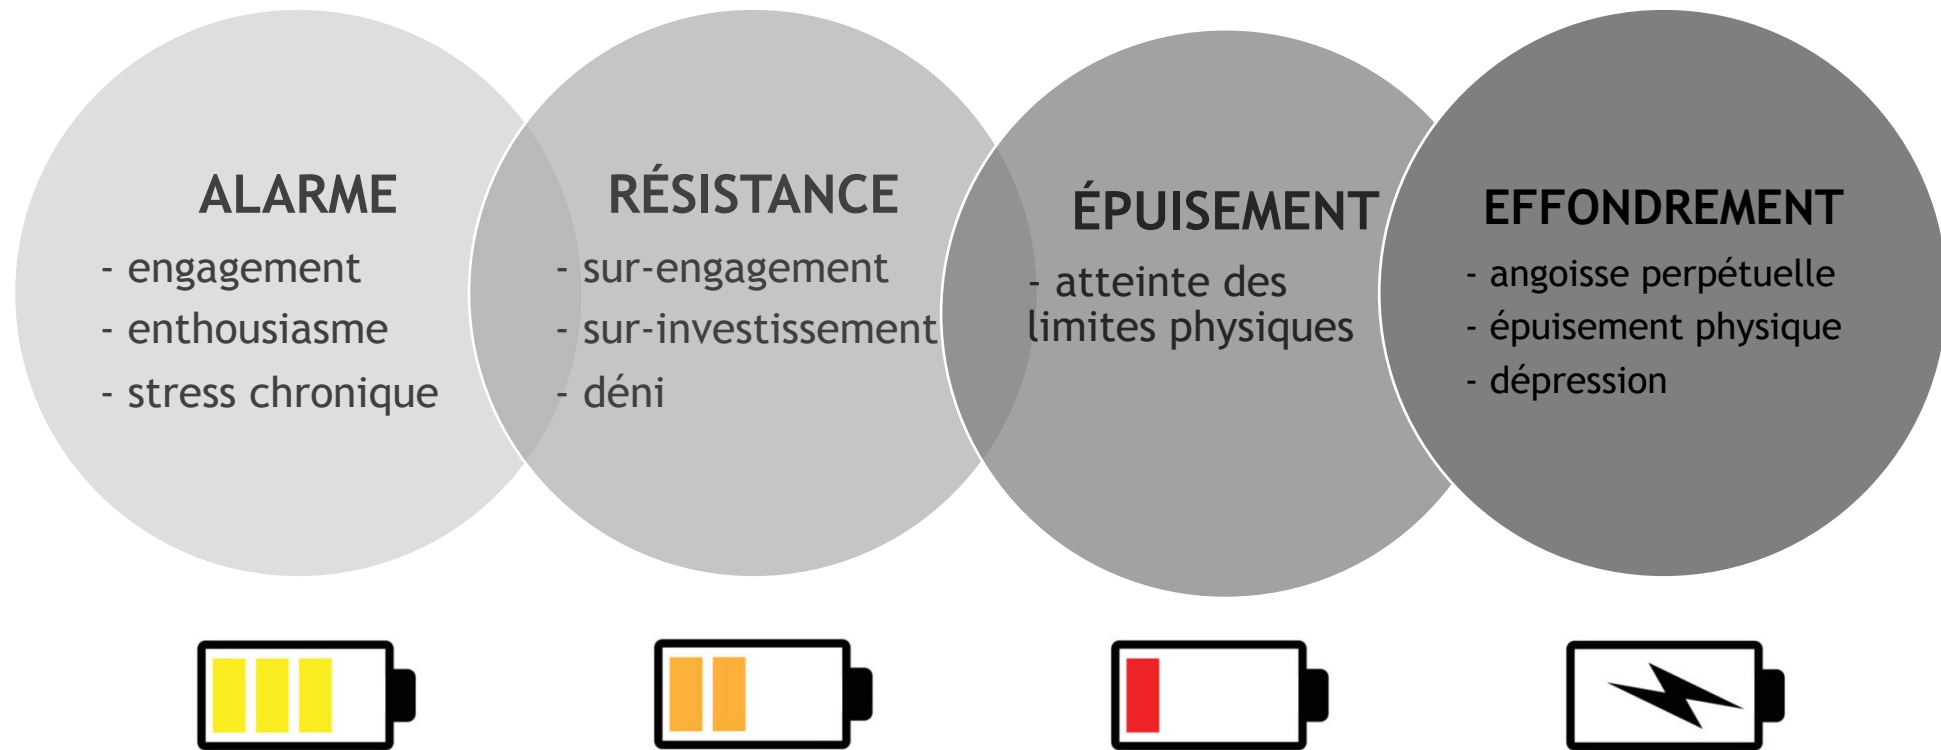 ALARME
- engagement
- enthousiasme
- stress chronique
RÉSISTANCE
- sur-engagement
- sur-investissement
- déni
ÉPUISEMENT
- atteinte des
limites physiques
EFFONDREMENT
- angoisse perpétuelle
- épuisement physique
- dépression